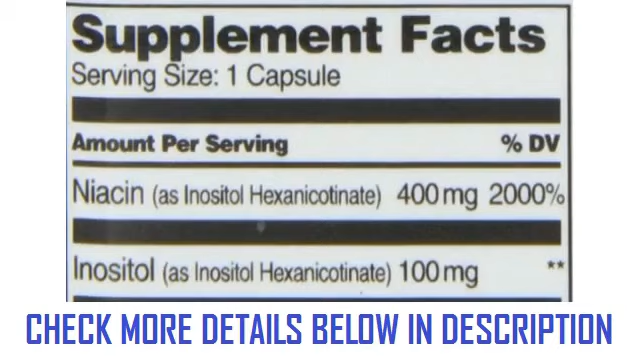 Supplement Facts
Serving Size: 1 Capsule
Amount Per Serving % DV
Niacin (as Inositol Hexanicotinate) 400 mg 2000%
Inositol (as Inositol Hexanicotinate) 100 mg **
CHECK MORE DETAILS BELOW IN DESCRIPTION